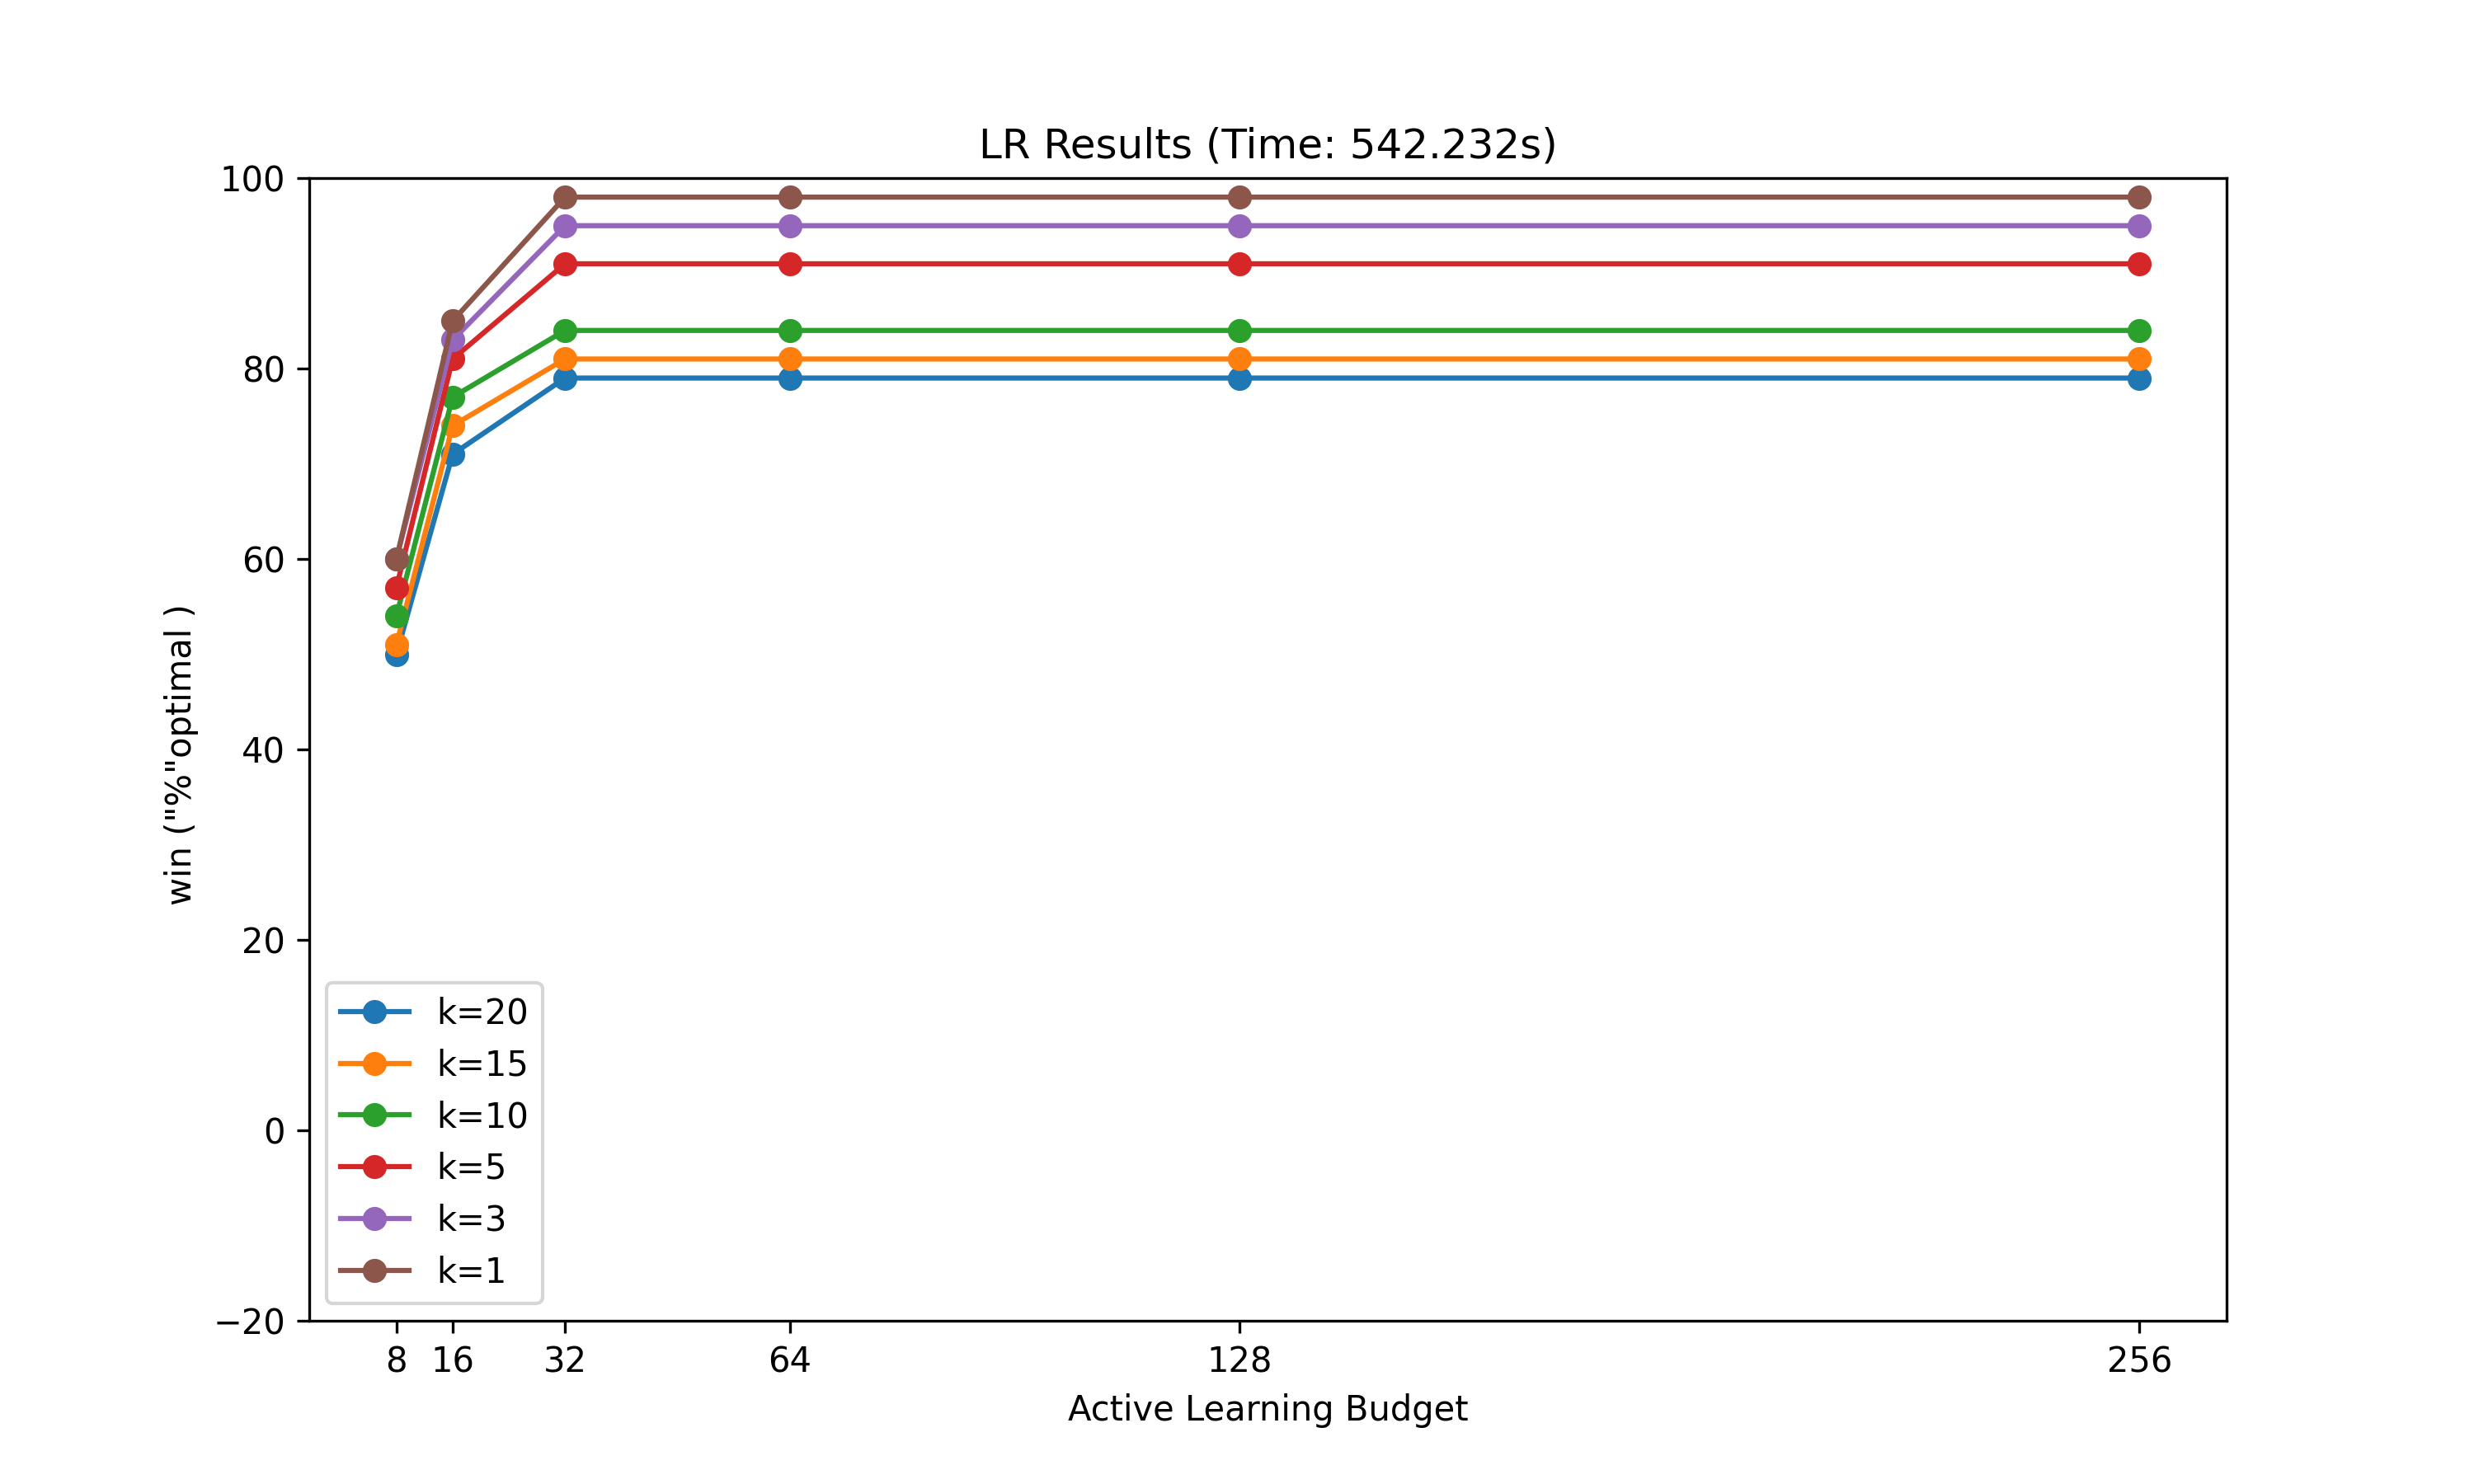 LR Results (Time: 542.232s)
100
80
60
40
20
0
−20
win ("%"optimal )
k=20
k=15
k=10
k=5
k=3
k=1
8 16 32 64 128 256
Active Learning Budget